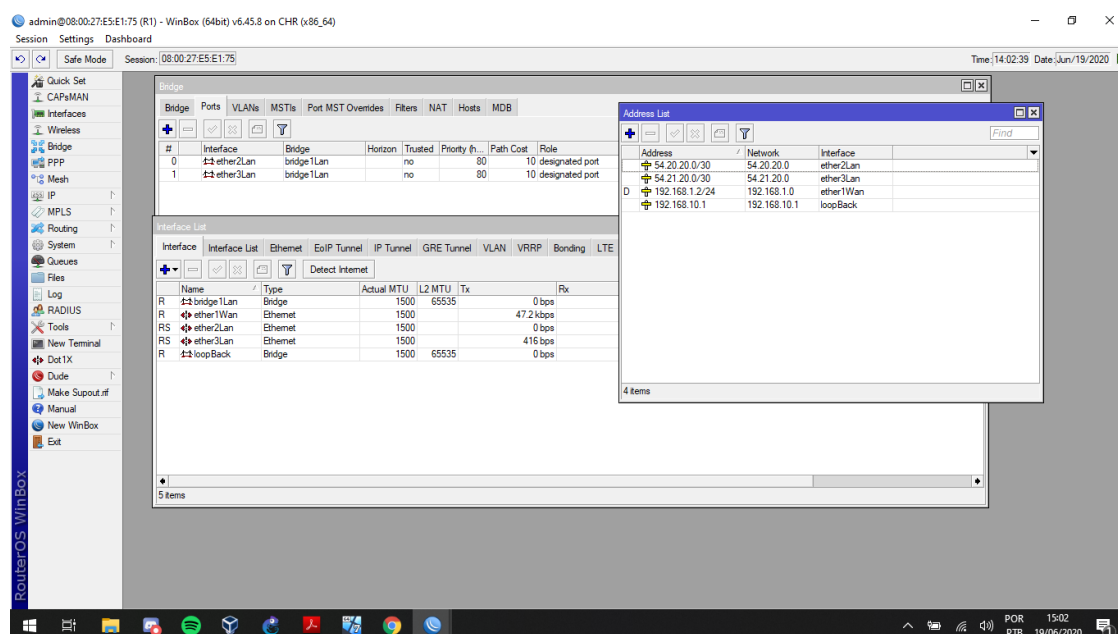 admin@08:00:27:E5:E1:75 (R1) - WinBox (64bit) v6.45.8 on CHR (x86_64)
Session Settings Dashboard
Safe Mode Session: 08:00:27:E5:E1:75 Time: 14:02:39 Date: Jun/19/2020
Quick Set
CAPsMAN
Interfaces
Wireless
Bridge
PPP
Mesh
IP
MPLS
Routing
System
Queues
Files
Log
RADIUS
Tools
New Terminal
Dot1X
Dude
Make Supout.rif
Manual
New WinBox
Exit
RouterOS WinBox
Bridge
Bridge Ports VLANs MSTIs Port MST Overrides Filters NAT Hosts MDB
# Interface Bridge Horizon Trusted Priority (h... Path Cost Role
0 ether2Lan bridge1Lan no 80 10 designated port
1 ether3Lan bridge1Lan no 80 10 designated port
Interface List
Interface Interface List Ethernet EoIP Tunnel IP Tunnel GRE Tunnel VLAN VRRP Bonding LTE
Detect Internet
Name Type Actual MTU L2 MTU Tx Rx
R bridge1Lan Bridge 1500 65535 0 bps
R ether1Wan Ethernet 1500 47.2 kbps
RS ether2Lan Ethernet 1500 0 bps
RS ether3Lan Ethernet 1500 416 bps
R loopBack Bridge 1500 65535 0 bps
5 items
Address List
Find
Address Network Interface
54.20.20.0/30 54.20.20.0 ether2Lan
54.21.20.0/30 54.21.20.0 ether3Lan
D 192.168.1.2/24 192.168.1.0 ether1Wan
192.168.10.1 192.168.10.1 loopBack
4 items
POR 15:02
PTB 19/06/2020